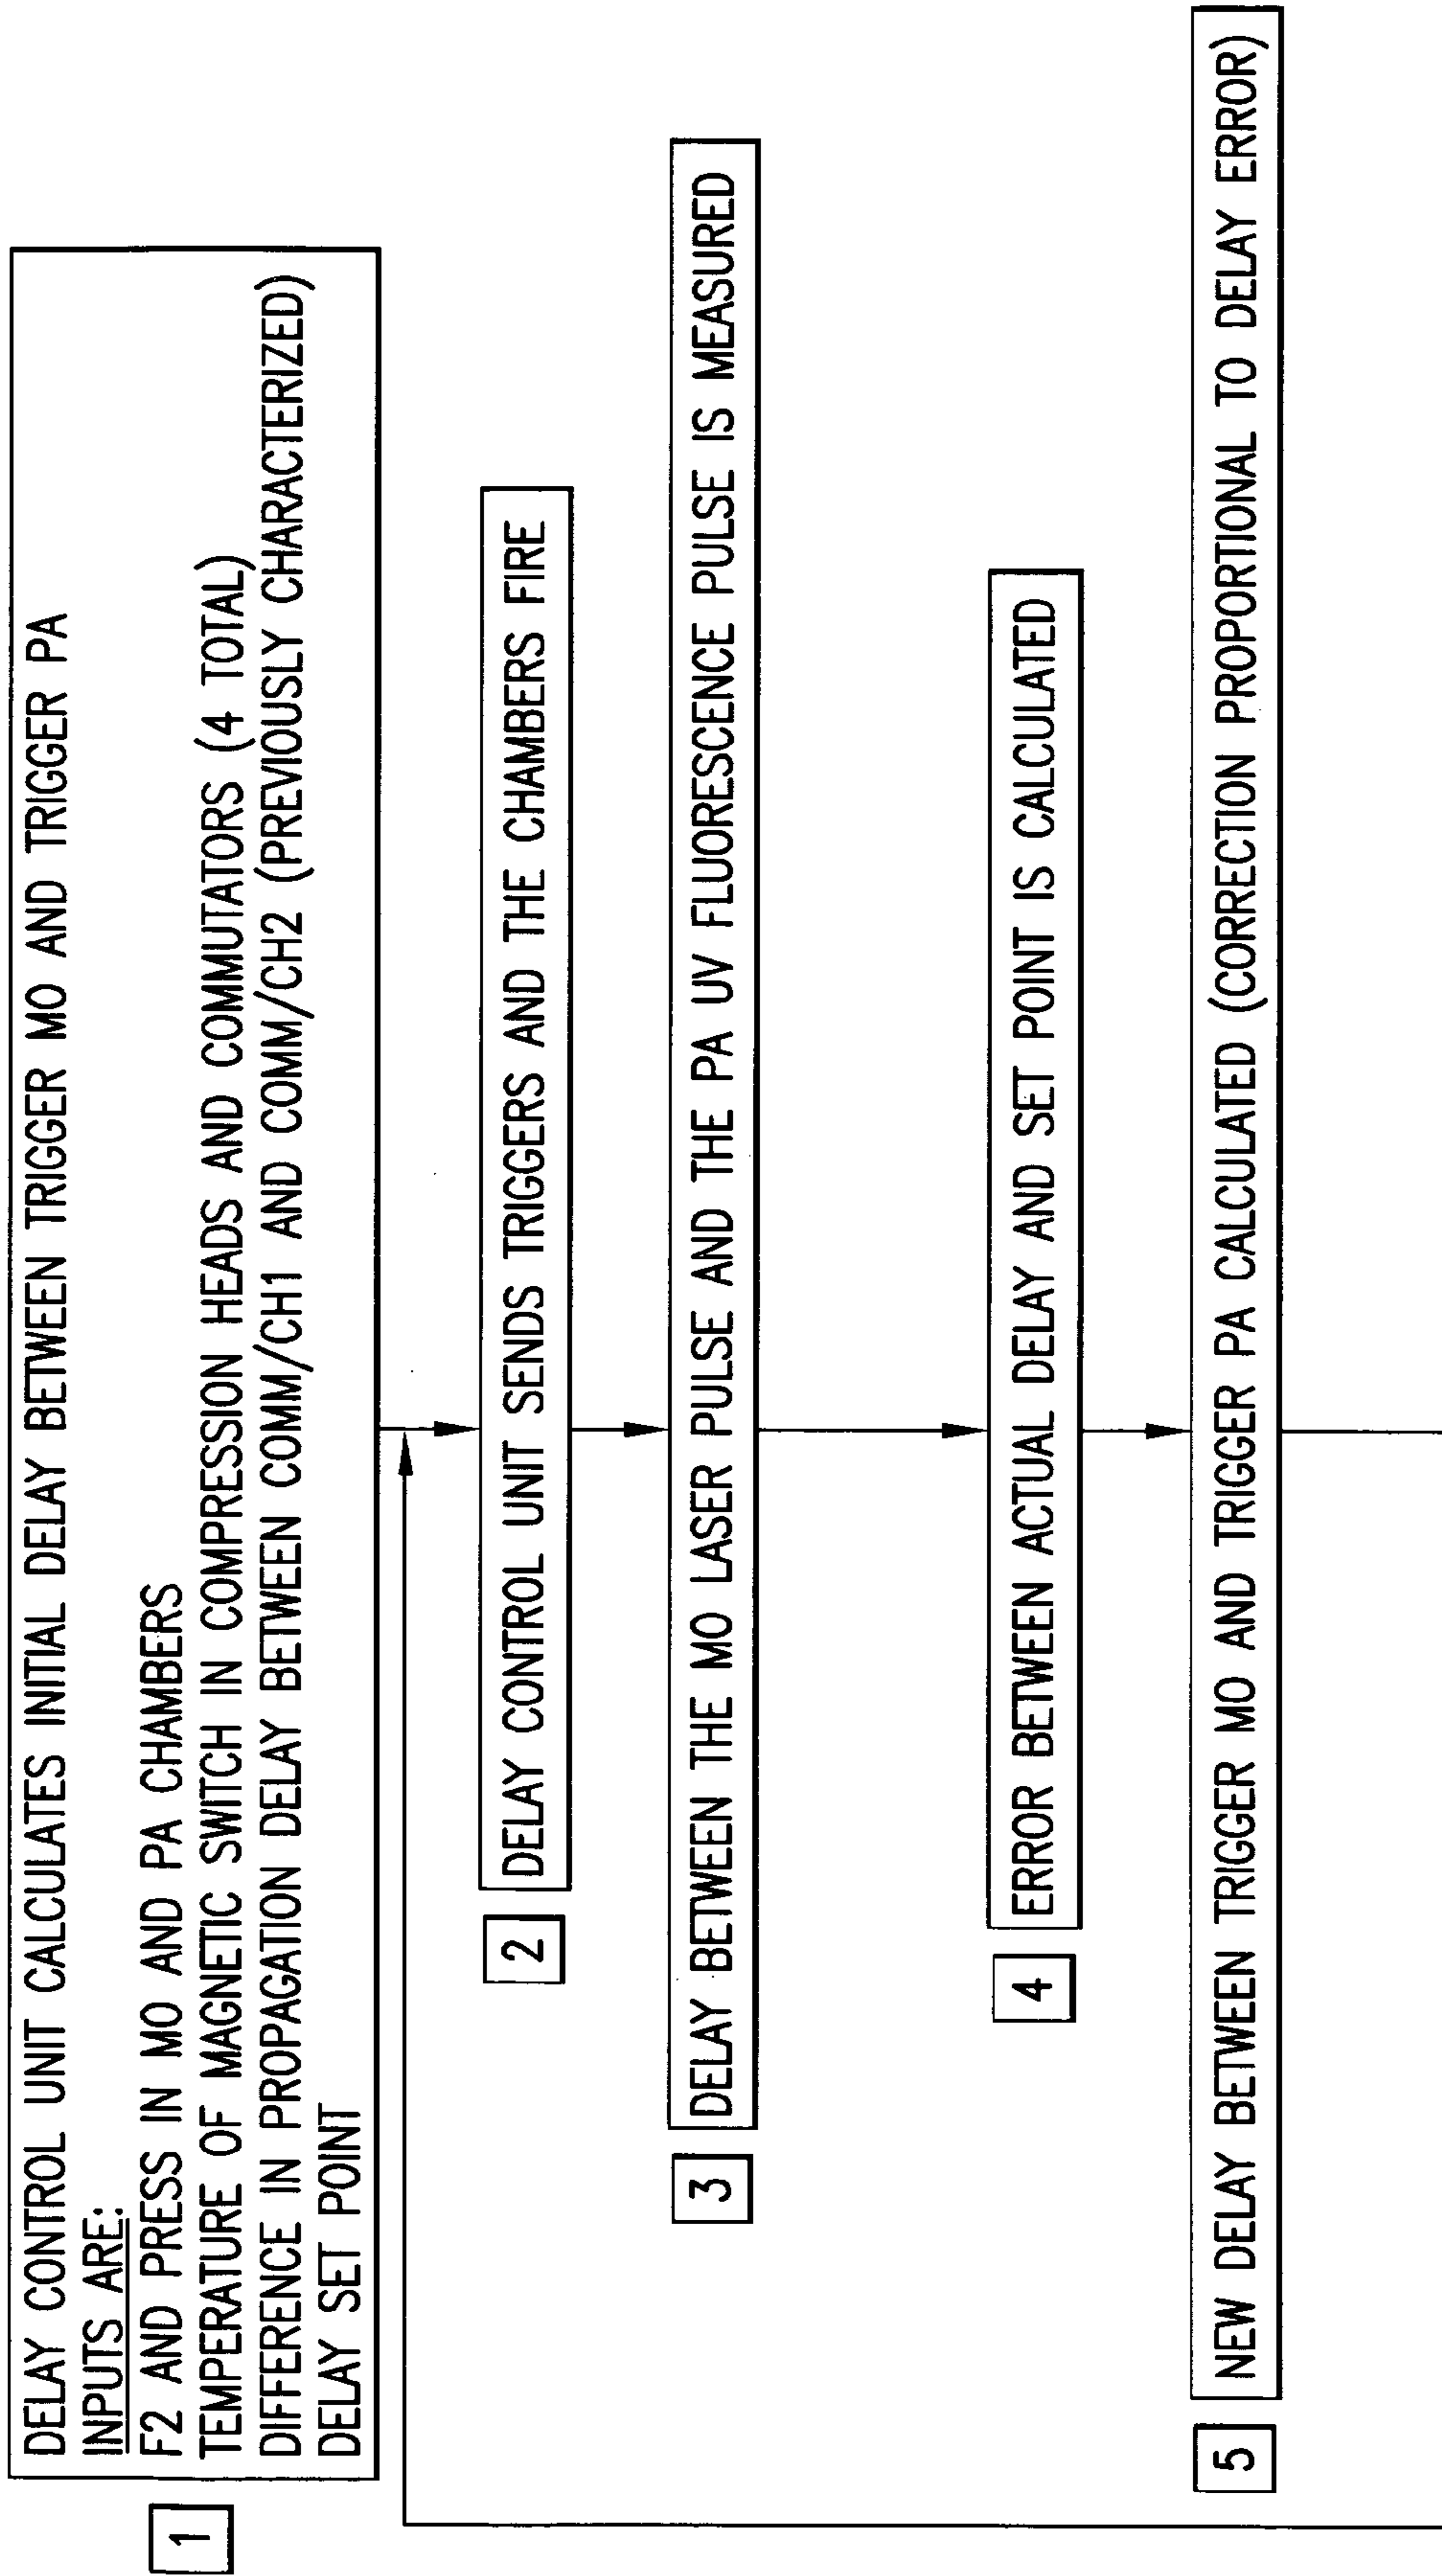 1
DELAY CONTROL UNIT CALCULATES INITIAL DELAY BETWEEN TRIGGER MO AND TRIGGER PA
INPUTS ARE:
F2 AND PRESS IN MO AND PA CHAMBERS
TEMPERATURE OF MAGNETIC SWITCH IN COMPRESSION HEADS AND COMMUTATORS (4 TOTAL)
DIFFERENCE IN PROPAGATION DELAY BETWEEN COMM/CH1 AND COMM/CH2 (PREVIOUSLY CHARACTERIZED)
DELAY SET POINT
2
DELAY CONTROL UNIT SENDS TRIGGERS AND THE CHAMBERS FIRE
3
DELAY BETWEEN THE MO LASER PULSE AND THE PA UV FLUORESCENCE PULSE IS MEASURED
4
ERROR BETWEEN ACTUAL DELAY AND SET POINT IS CALCULATED
5
NEW DELAY BETWEEN TRIGGER MO AND TRIGGER PA CALCULATED (CORRECTION PROPORTIONAL TO DELAY ERROR)